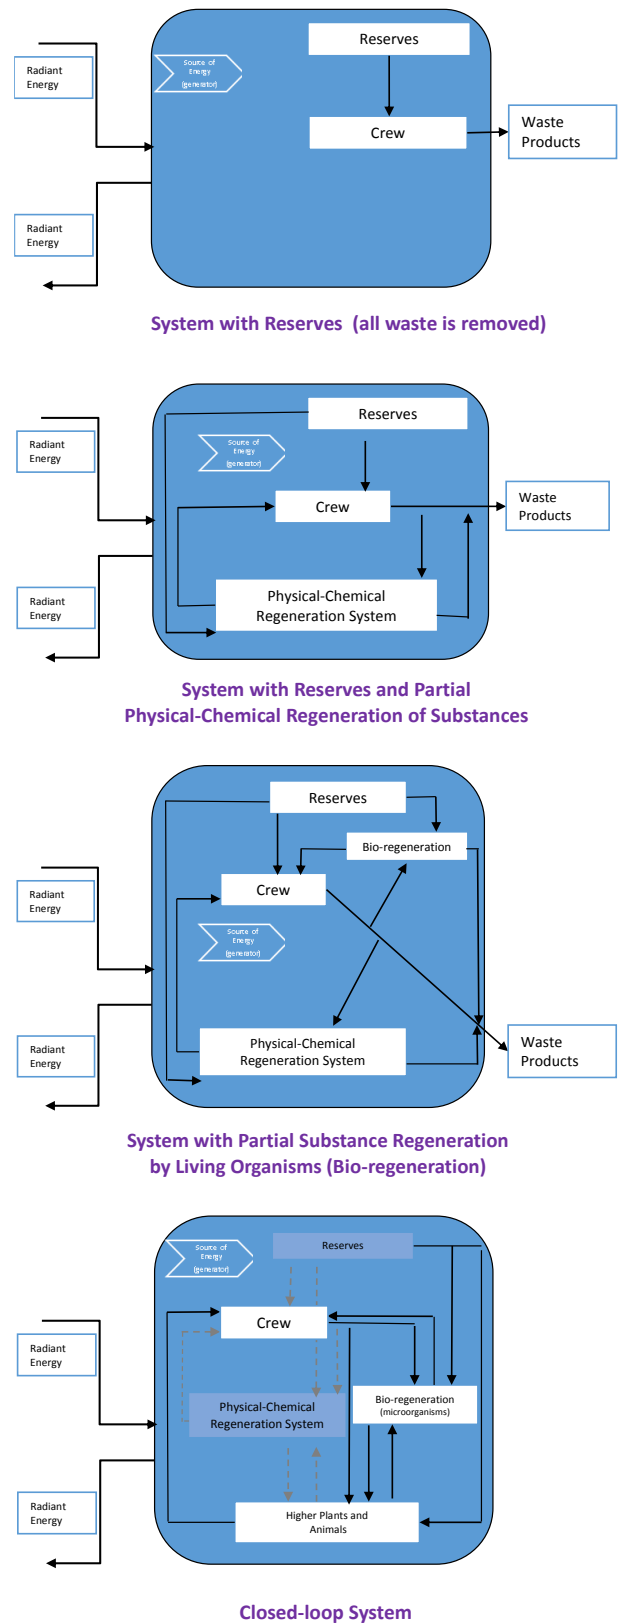 Reserves
Source of
Energy
(generator)
Radiant
Energy
Crew
Waste
Products
Radiant
Energy
System with Reserves  (all waste is removed)
Reserves
Radiant
Energy
Source of
Energy
(generator)
Crew
Waste
Products
Physical-Chemical
Regeneration System
Radiant
Energy
System with Reserves and Partial
Physical-Chemical Regeneration of Substances
Reserves
Bio-regeneration
Radiant
Energy
Crew
Source of
Energy
(generator)
Physical-Chemical
Regeneration System
Radiant
Energy
Waste
Products
System with Partial Substance Regeneration
by Living Organisms (Bio-regeneration)
Source of
Energy
(generator)
Reserves
Crew
Radiant
Energy
Physical-Chemical
Regeneration System
Bio-regeneration
(microorganisms)
Radiant
Energy
Higher Plants and
Animals
Closed-loop System